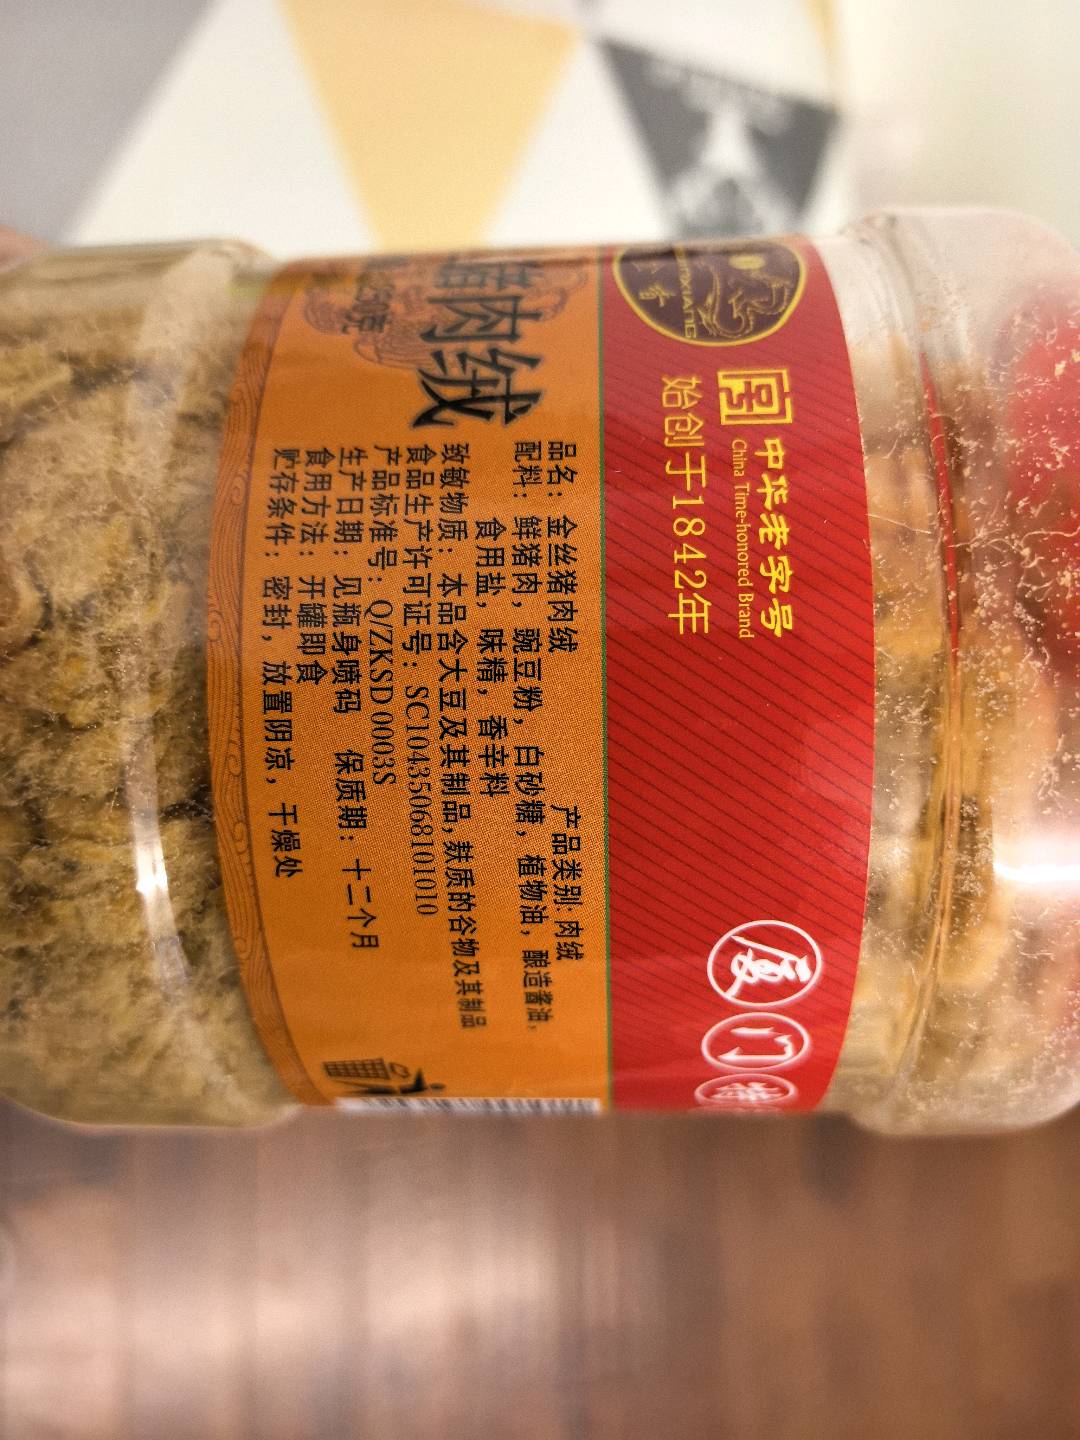 香
中华老字号
China Time-honored Brand
始创于1842年
厦门特
猪肉绒
品名：金丝猪肉绒
产品类别：肉绒
配料：鲜猪肉，豌豆粉，白砂糖，植物油，酿造酱油，
食用盐，味精，香辛料
致敏物质：本品含大豆及其制品，麸质的谷物及其制品
食品生产许可证号：SC10435068101010
产品标准号：Q/ZKSD 0003S
生产日期：见瓶身喷码
保质期：十二个月
食用方法：开罐即食
贮存条件：密封，放置阴凉，干燥处